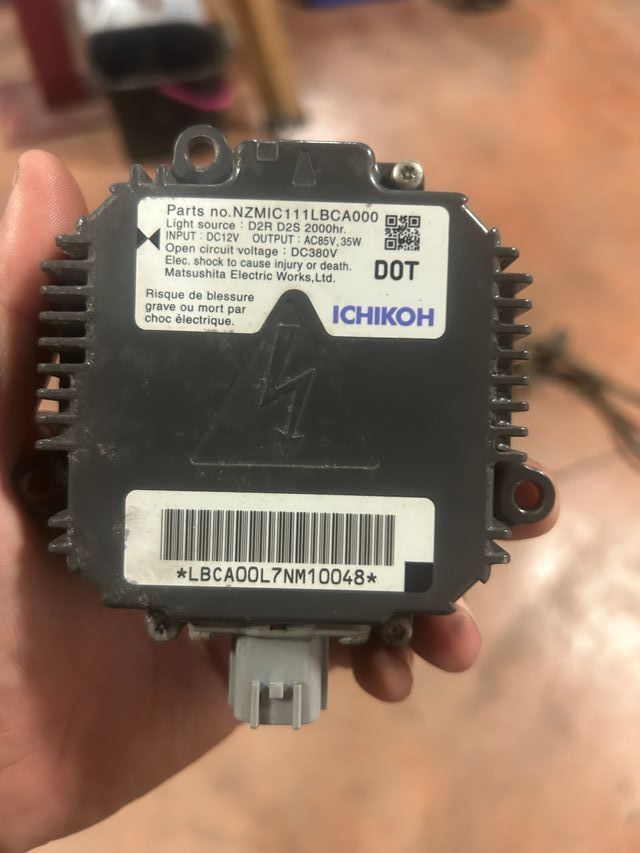 Parts no.NZMIC111LBCA000
Light source : D2R D2S 2000hr.
INPUT : DC12V OUTPUT : AC85V, 35W
Open circuit voltage : DC380V
Elec. shock to cause injury or death.
Matsushita Electric Works,Ltd.
DOT
Risque de blessure
grave ou mort par
choc électrique.
ICHIKOH
*LBCA00L7NM10048*